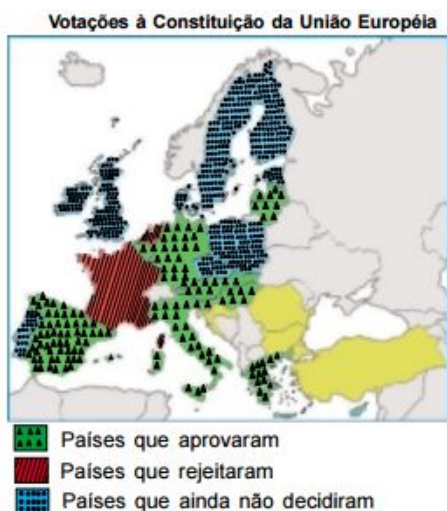 Votações à Constituição da União Européia
Países que aprovaram
Países que rejeitaram
Países que ainda não decidiram